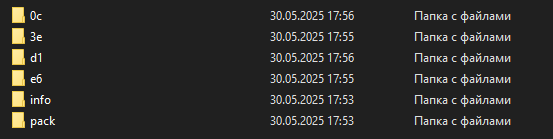 0c 30.05.2025 17:56 Папка с файлами
3e 30.05.2025 17:55 Папка с файлами
d1 30.05.2025 17:56 Папка с файлами
e6 30.05.2025 17:55 Папка с файлами
info 30.05.2025 17:53 Папка с файлами
pack 30.05.2025 17:53 Папка с файлами